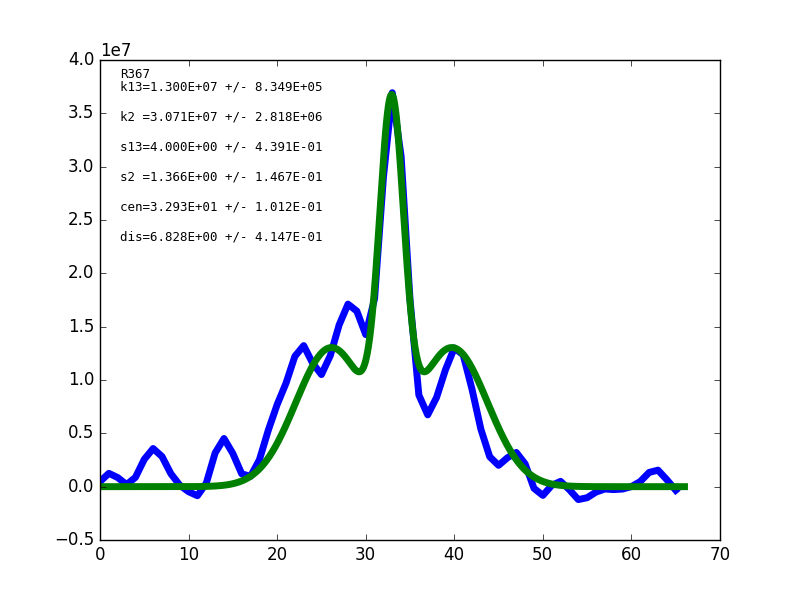 1e7
4.0
3.5
3.0
2.5
2.0
1.5
1.0
0.5
0.0
−0.5
R367
k13=1.300E+07 +/- 8.349E+05
k2 =3.071E+07 +/- 2.818E+06
s13=4.000E+00 +/- 4.391E-01
s2 =1.366E+00 +/- 1.467E-01
cen=3.293E+01 +/- 1.012E-01
dis=6.828E+00 +/- 4.147E-01
0 10 20 30 40 50 60 70